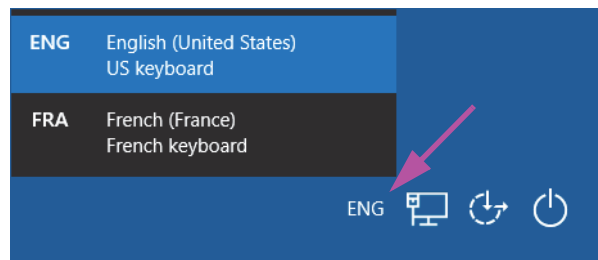 ENG English (United States)
US keyboard
FRA French (France)
French keyboard
ENG